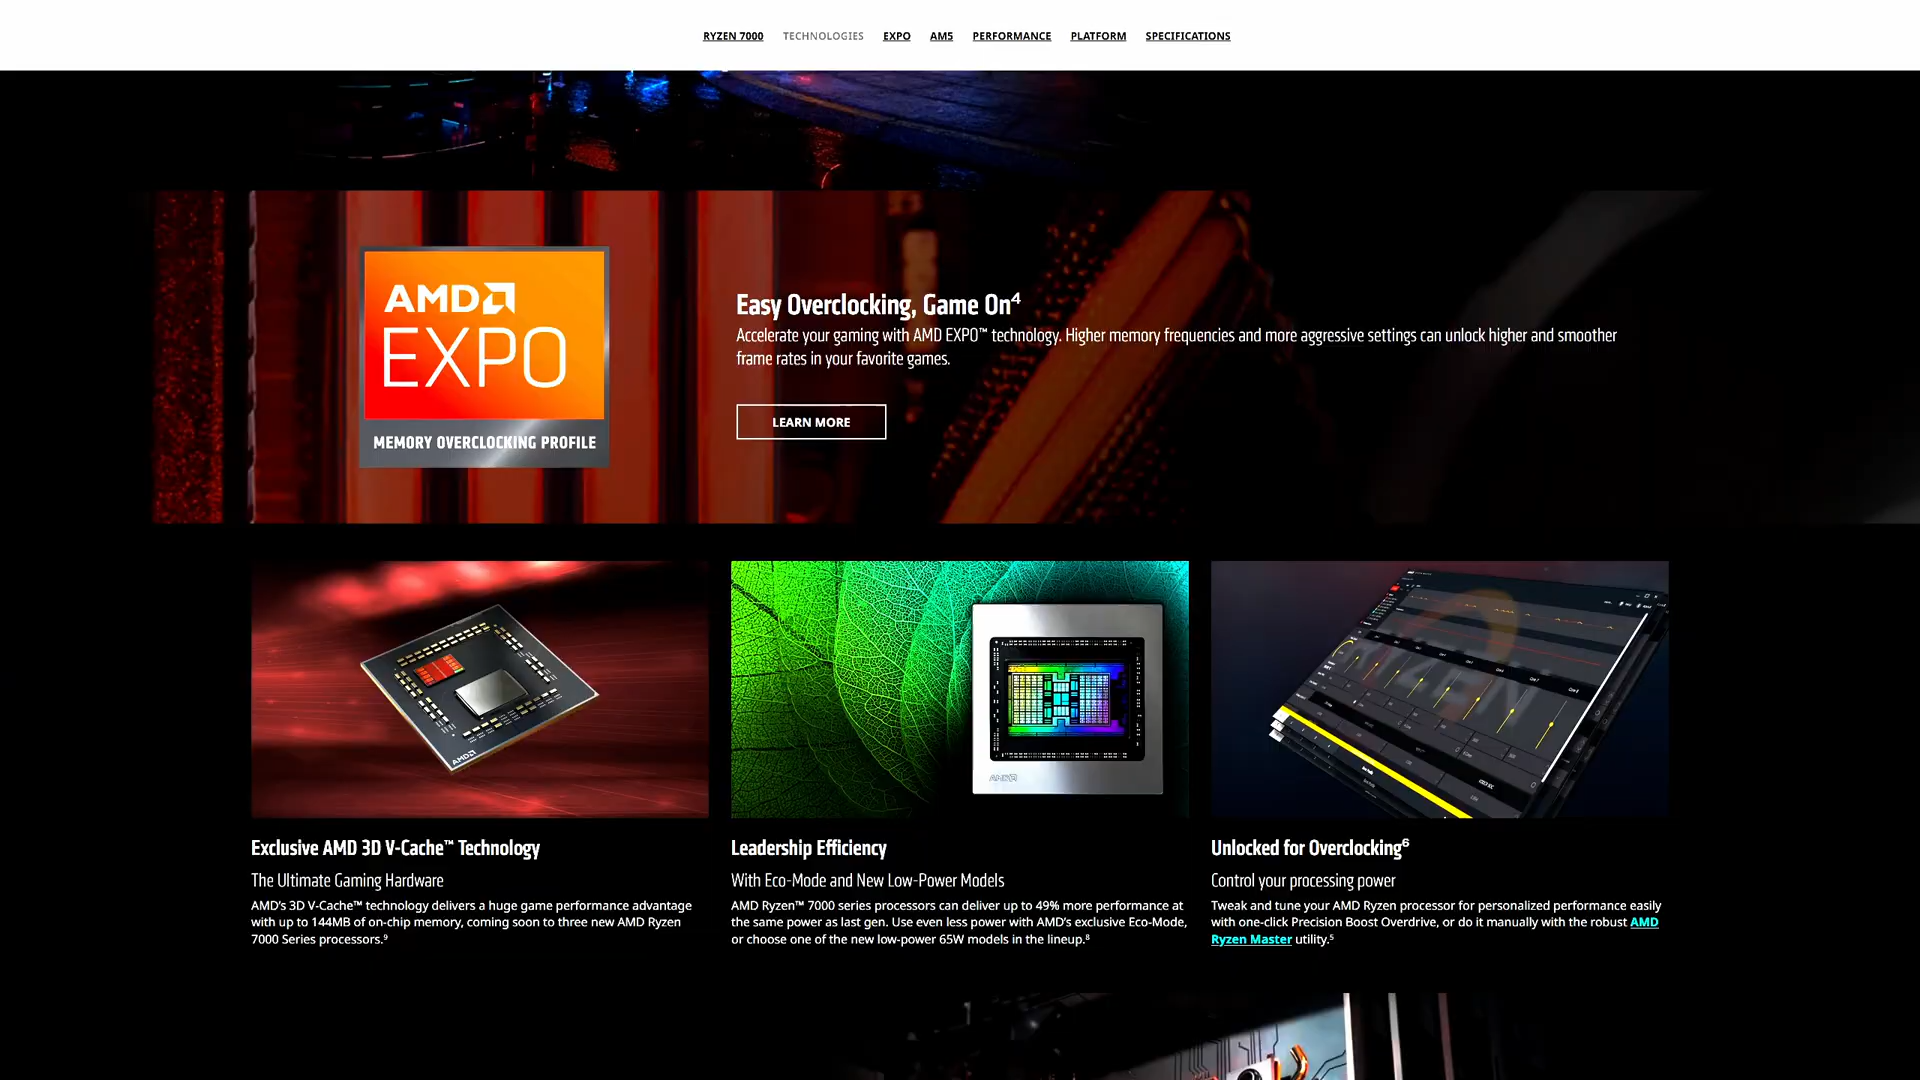 RYZEN 7000 TECHNOLOGIES EXPO AM5 PERFORMANCE PLATFORM SPECIFICATIONS
AMD
EXPO
MEMORY OVERCLOCKING PROFILE
Easy Overclocking, Game On⁴
Accelerate your gaming with AMD EXPO™ technology. Higher memory frequencies and more aggressive settings can unlock higher and smoother
frame rates in your favorite games.
LEARN MORE
AMD
AMD
RYZEN
Exclusive AMD 3D V-Cache™ Technology
The Ultimate Gaming Hardware
AMD's 3D V-Cache™ technology delivers a huge game performance advantage
with up to 144MB of on-chip memory, coming soon to three new AMD Ryzen
7000 Series processors.⁹
Leadership Efficiency
With Eco-Mode and New Low-Power Models
AMD Ryzen™ 7000 series processors can deliver up to 49% more performance at
the same power as last gen. Use even less power with AMD's exclusive Eco-Mode,
or choose one of the new low-power 65W models in the lineup.⁸
Unlocked for Overclocking⁶
Control your processing power
Tweak and tune your AMD Ryzen processor for personalized performance easily
with one-click Precision Boost Overdrive, or do it manually with the robust AMD
Ryzen Master utility.⁵